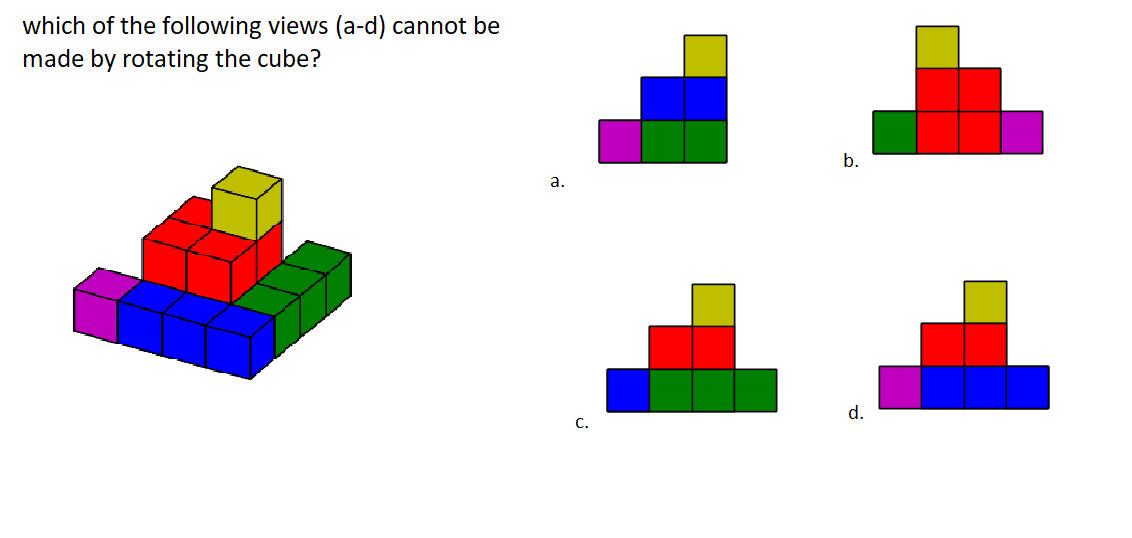 which of the following views (a-d) cannot be
made by rotating the cube?
a.
b.
c.
d.